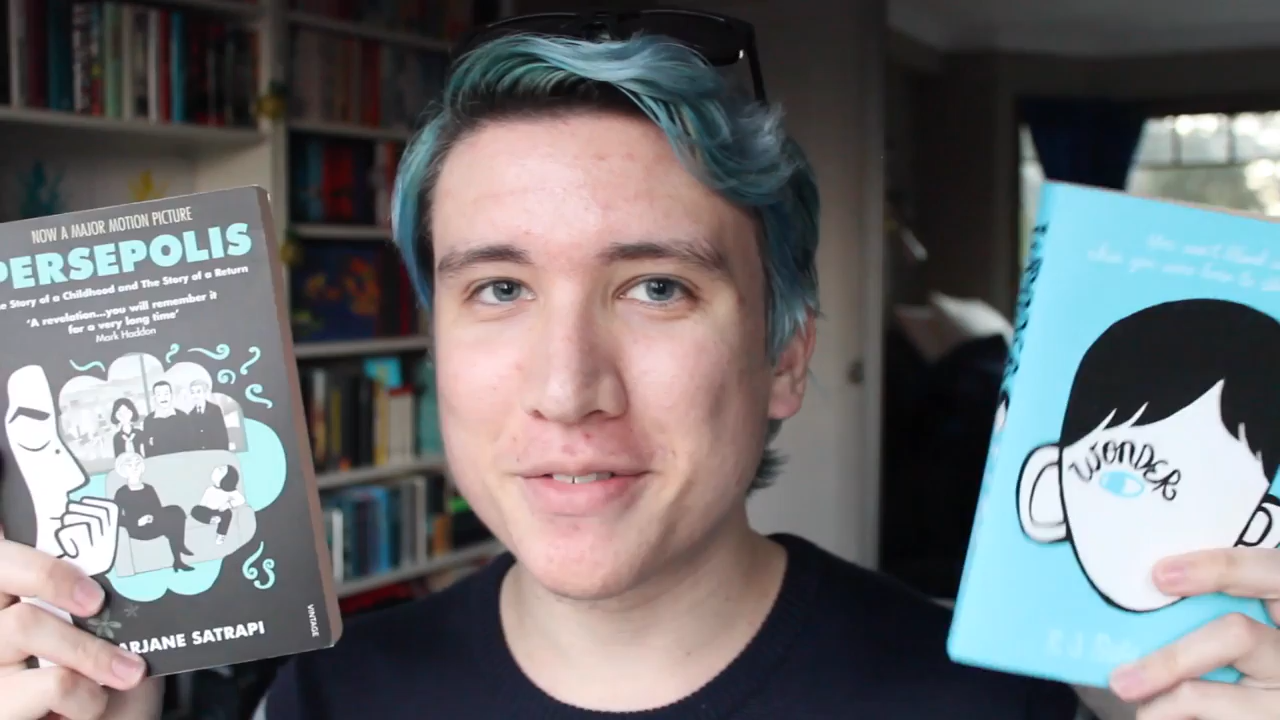 NOW A MAJOR MOTION PICTURE
PERSEPOLIS
Story of a Childhood and The Story of a Return
'A revelation...you will remember it
for a very long time'
Mark Haddon
ARJANE SATRAPI
VINTAGE
WONDER